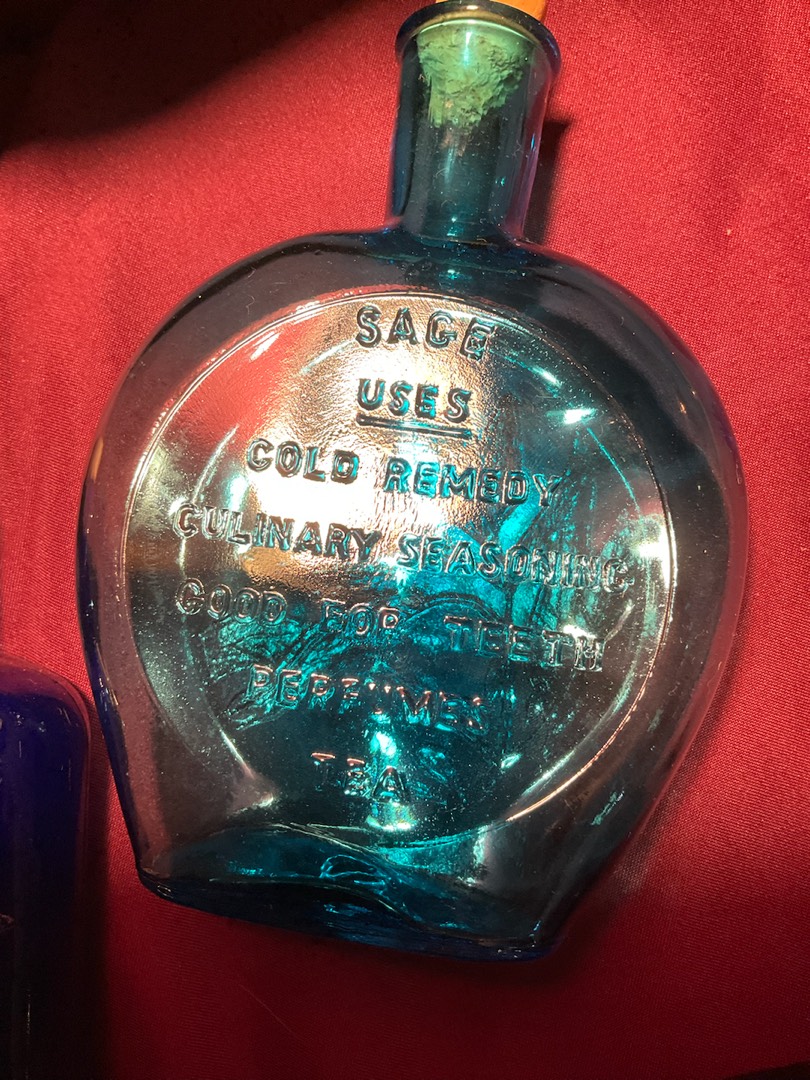 SAGE
USES
COLD REMEDY
CULINARY SEASONING
GOOD FOR TEETH
PERFUMES
TEA